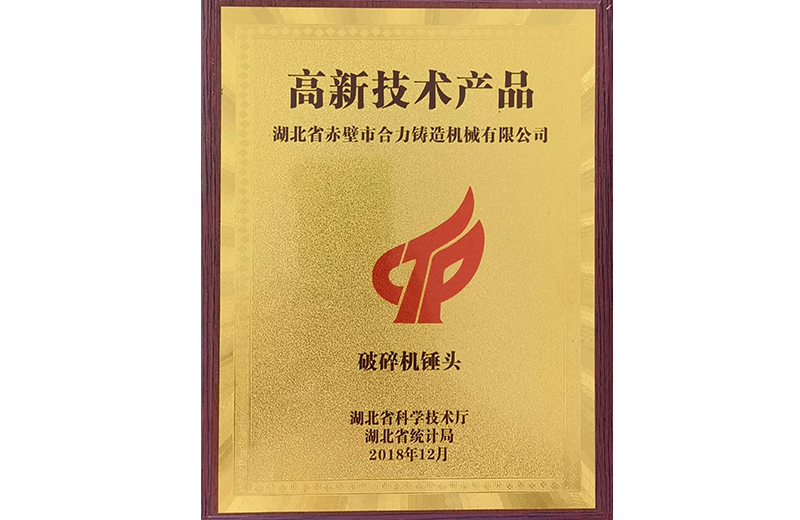 高新技术产品
湖北省赤壁市合力铸造机械有限公司
破碎机锤头
湖北省科学技术厅
湖北省统计局
2018年12月